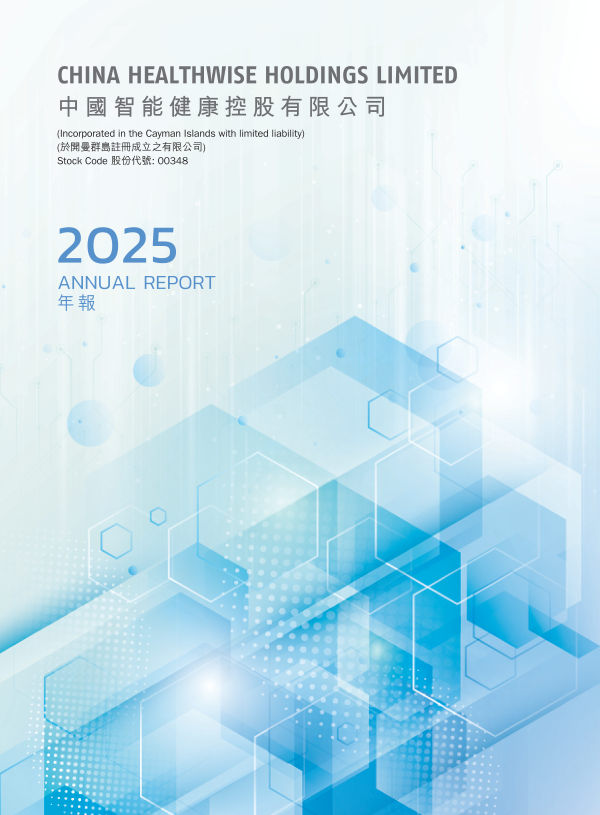 CHINA HEALTHWISE HOLDINGS LIMITED
中國智能健康控股有限公司
(Incorporated in the Cayman Islands with limited liability)
(於開曼群島註冊成立之有限公司)
Stock Code 股份代號: 00348
2025
ANNUAL REPORT
年報